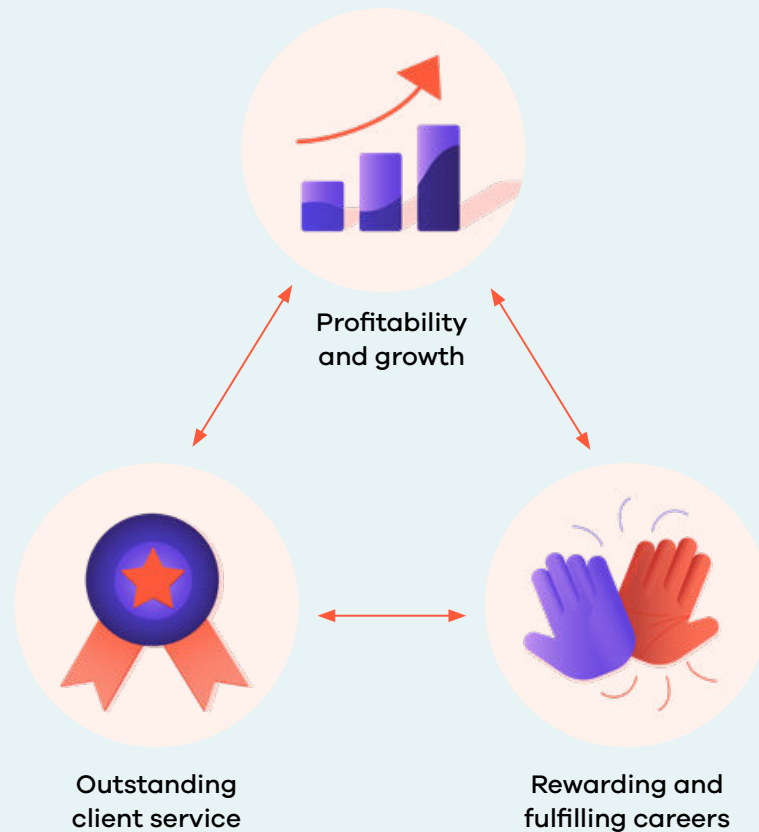 Profitability
and growth
Outstanding
client service
Rewarding and
fulfilling careers